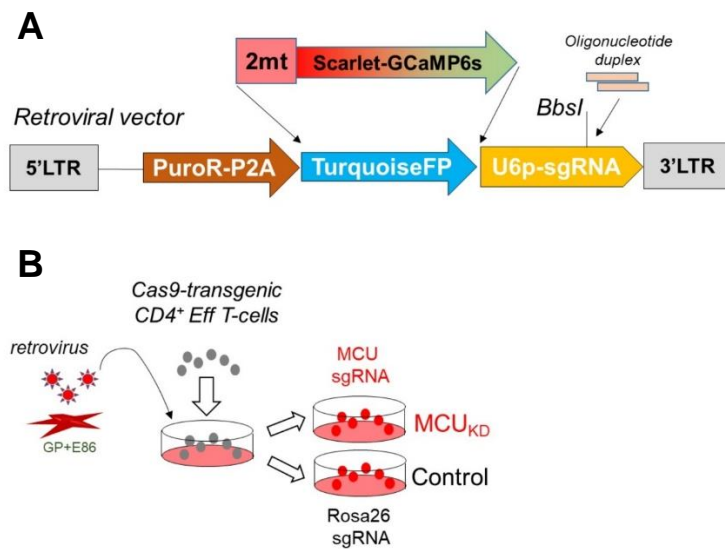 A
2mt Scarlet-GCaMP6s
Oligonucleotide
duplex
BbsI
Retroviral vector
5'LTR PuroR-P2A TurquoiseFP U6p-sgRNA 3'LTR
B
Cas9-transgenic
CD4⁺ Eff T-cells
retrovirus
GP+E86
MCU
sgRNA
MCU_KD
Control
Rosa26
sgRNA